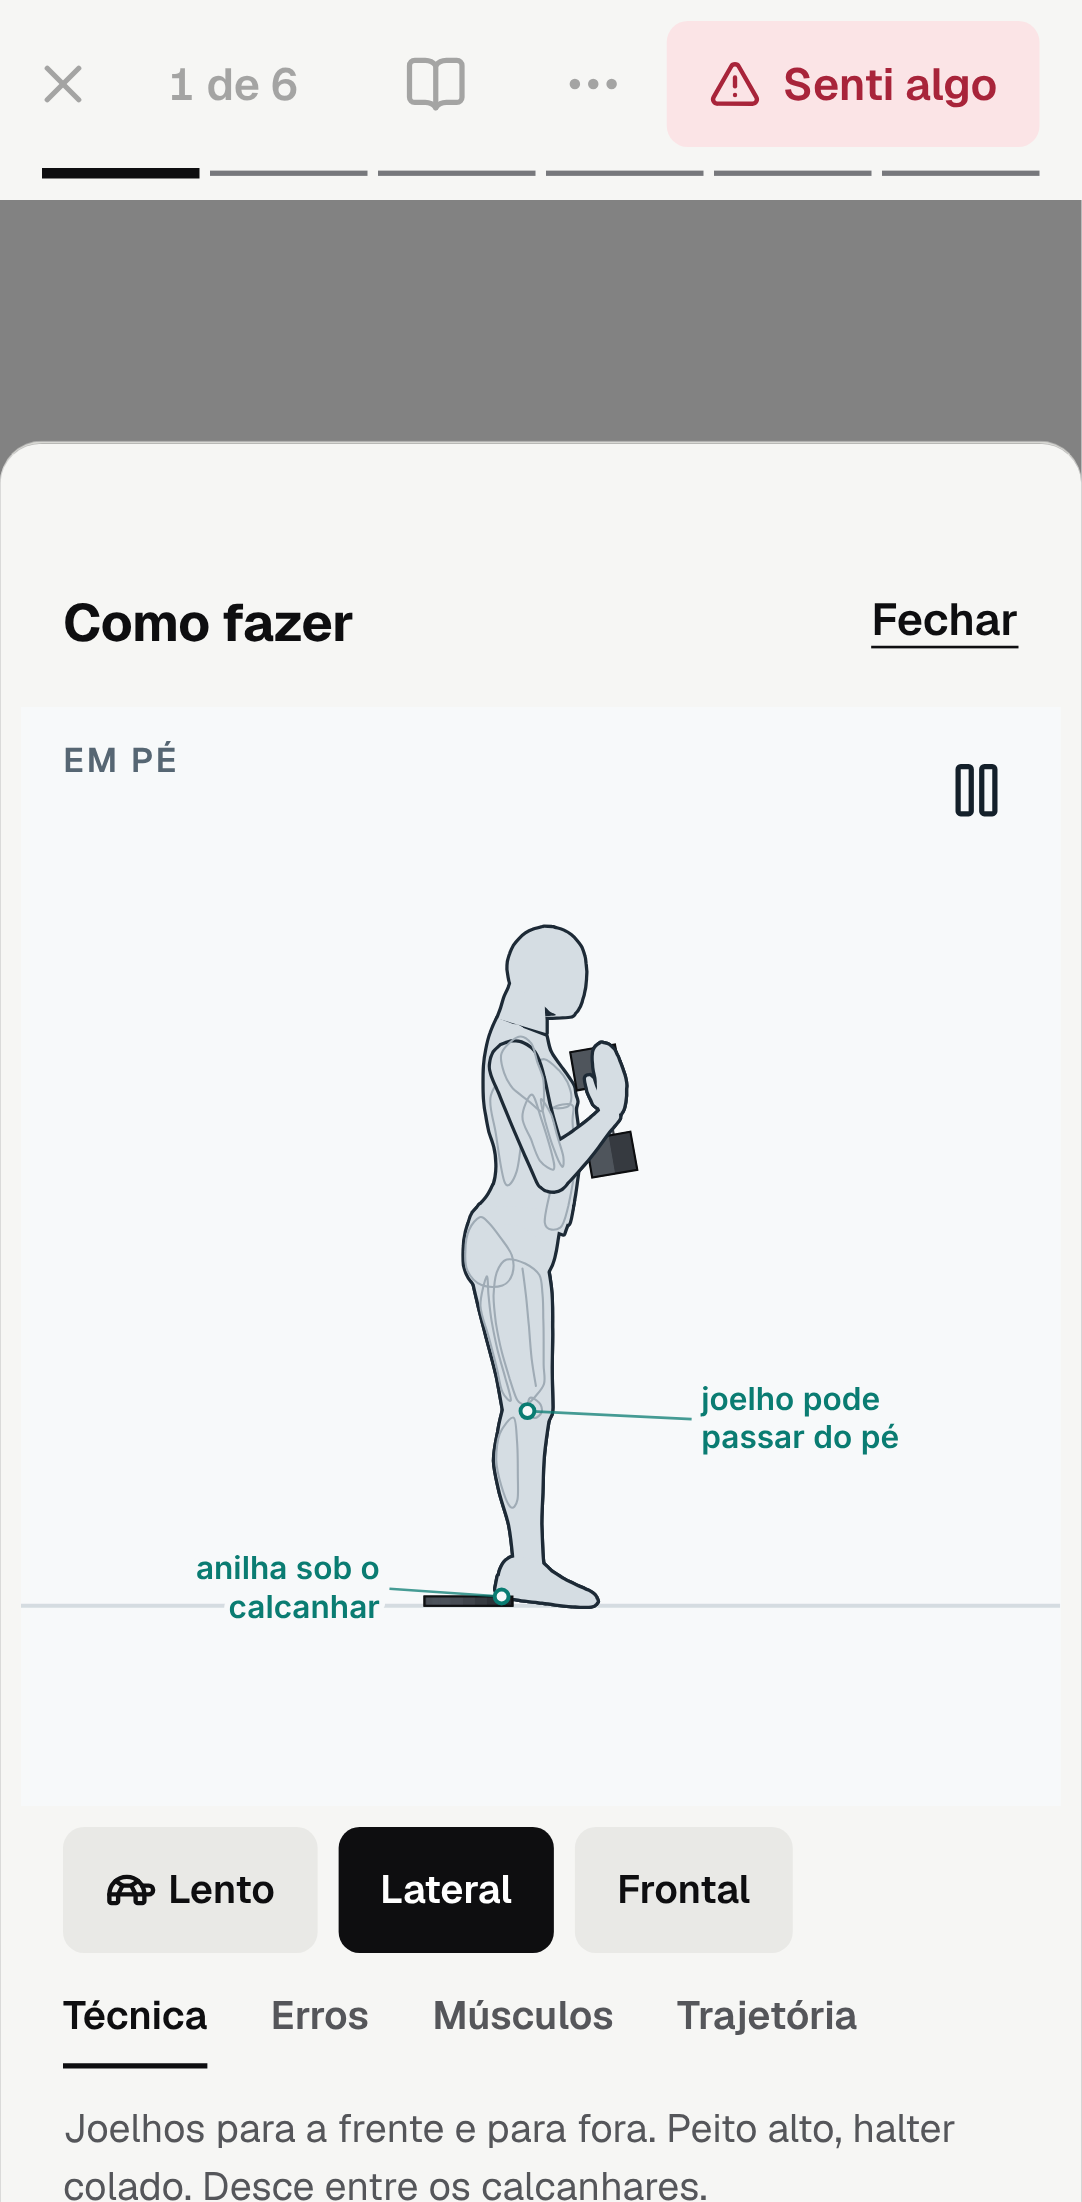 1 de 6
Senti algo
Como fazer
Fechar
EM PÉ
joelho pode
passar do pé
anilha sob o
calcanhar
Lento
Lateral
Frontal
Técnica
Erros
Músculos
Trajetória
Joelhos para a frente e para fora. Peito alto, halter
colado. Desce entre os calcanhares.